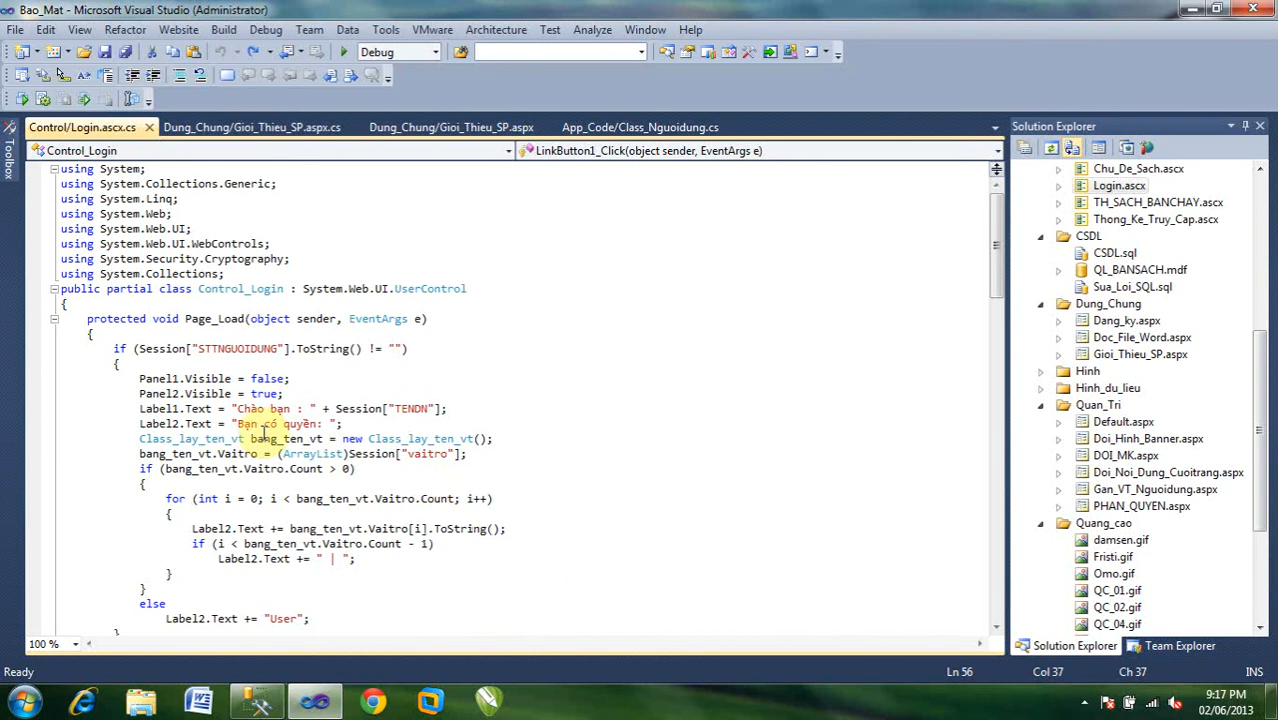 Bao_Mat - Microsoft Visual Studio (Administrator)
File Edit View Refactor Website Build Debug Team Data Tools VMware Architecture Test Analyze Window Help
Debug
Control/Login.ascx.cs Dung_Chung/Gioi_Thieu_SP.aspx.cs Dung_Chung/Gioi_Thieu_SP.aspx App_Code/Class_Nguoidung.cs
Control_Login LinkButton1_Click(object sender, EventArgs e)
Toolbox
using System;
using System.Collections.Generic;
using System.Linq;
using System.Web;
using System.Web.UI;
using System.Web.UI.WebControls;
using System.Security.Cryptography;
using System.Collections;
public partial class Control_Login : System.Web.UI.UserControl
{
protected void Page_Load(object sender, EventArgs e)
{
if (Session["STTNGUOIDUNG"].ToString() != "")
{
Panel1.Visible = false;
Panel2.Visible = true;
Label1.Text = "Chào bạn : " + Session["TENDN"];
Label2.Text = "Bạn có quyền: ";
Class_lay_ten_vt bang_ten_vt = new Class_lay_ten_vt();
bang_ten_vt.Vaitro = (ArrayList)Session["vaitro"];
if (bang_ten_vt.Vaitro.Count > 0)
{
for (int i = 0; i < bang_ten_vt.Vaitro.Count; i++)
{
Label2.Text += bang_ten_vt.Vaitro[i].ToString();
if (i < bang_ten_vt.Vaitro.Count - 1)
Label2.Text += " | ";
}
}
else
Label2.Text += "User";
}
100 %
Solution Explorer
Chu_De_Sach.ascx
Login.ascx
TH_SACH_BANCHAY.ascx
Thong_Ke_Truy_Cap.ascx
CSDL
CSDL.sql
QL_BANSACH.mdf
Sua_Loi_SQL.sql
Dung_Chung
Dang_ky.aspx
Doc_File_Word.aspx
Gioi_Thieu_SP.aspx
Hinh
Hinh_du_lieu
Quan_Tri
Default.aspx
Doi_Hinh_Banner.aspx
DOI_MK.aspx
Doi_Noi_Dung_Cuoitrang.aspx
Gan_VT_Nguoidung.aspx
PHAN_QUYEN.aspx
Quang_cao
damsen.gif
Fristi.gif
Omo.gif
QC_01.gif
QC_02.gif
QC_04.gif
Solution Explorer Team Explorer
Ready Ln 56 Col 37 Ch 37 INS
9:17 PM
02/06/2013